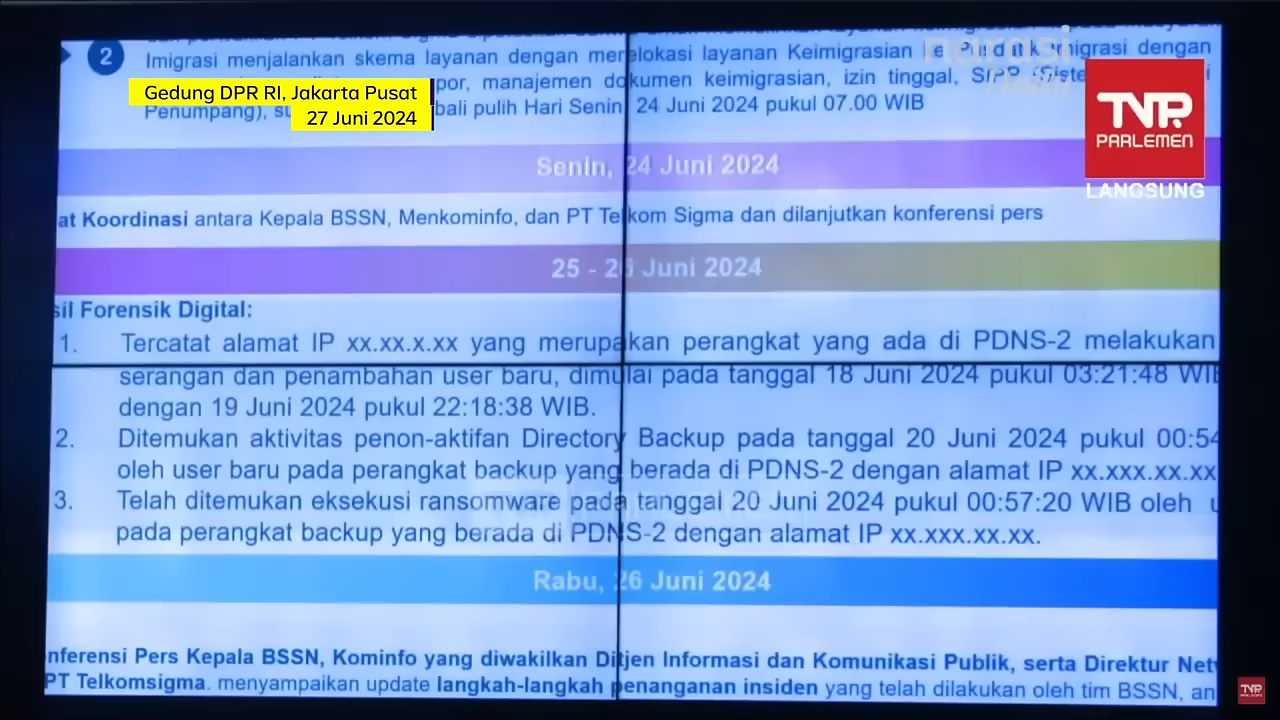 2
Imigrasi menjalankan skema layanan dengan merelokasi layanan Keimigrasian
dengan
Gedung DPR RI, Jakarta Pusat
27 Juni 2024
manajemen dokumen keimigrasian, izin tinggal,
Penumpang),
pulih Hari Senin 24 Juni 2024 pukul 07.00 WIB
narasi
TVR
PARLEMEN
LANGSUNG
Senin, 24 Juni 2024
at Koordinasi antara Kepala BSSN, Menkominfo, dan PT Telkom Sigma dan dilanjutkan konferensi pers
25 - 26 Juni 2024
sil Forensik Digital:
1. Tercatat alamat IP xx.xx.x.xx yang merupakan perangkat yang ada di PDNS-2 melakukan
serangan dan penambahan user baru, dimulai pada tanggal 18 Juni 2024 pukul 03:21:48 WIB
dengan 19 Juni 2024 pukul 22:18:38 WIB.
2. Ditemukan aktivitas penon-aktifan Directory Backup pada tanggal 20 Juni 2024 pukul 00:54
oleh user baru pada perangkat backup yang berada di PDNS-2 dengan alamat IP xx.xxx.xx.xx
3. Telah ditemukan eksekusi ransomware pada tanggal 20 Juni 2024 pukul 00:57:20 WIB oleh
pada perangkat backup yang berada di PDNS-2 dengan alamat IP xx.xxx.xx.xx.
Rabu, 26 Juni 2024
nferensi Pers Kepala BSSN, Kominfo yang diwakilkan Ditjen Informasi dan Komunikasi Publik, serta Direktur Net
PT Telkomsigma. menyampaikan update langkah-langkah penanganan insiden yang telah dilakukan oleh tim BSSN, an
TVR
PARLEMEN